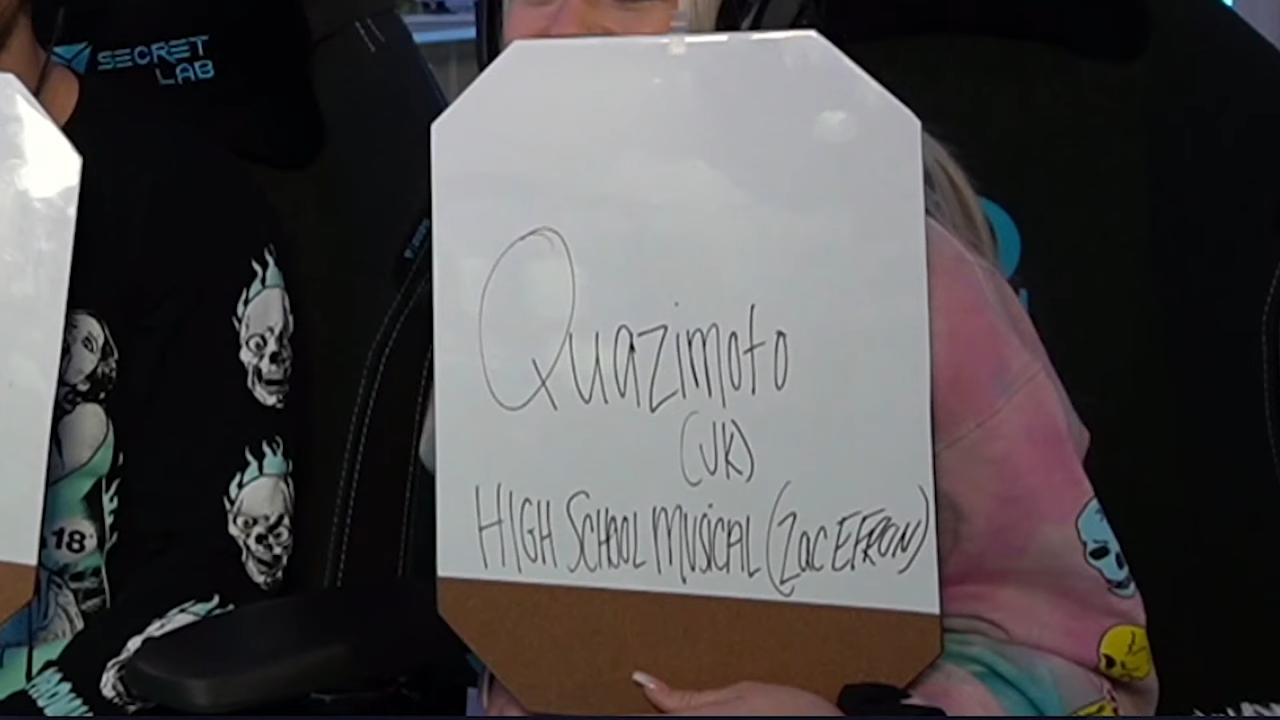 SECRET
LAB
18
Quazimoto
(JK)
HIGH SCHOOL MUSICAL (Zac EFRON)